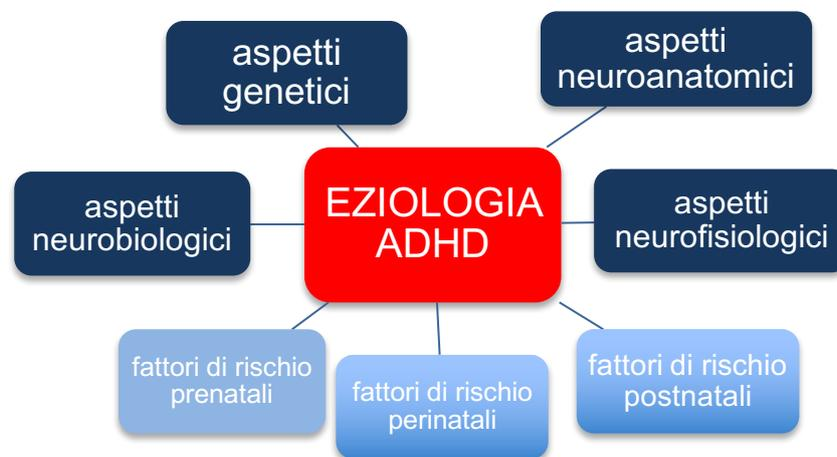 aspetti
genetici
aspetti
neuroanatomici
EZIOLOGIA
ADHD
aspetti
neurobiologici
aspetti
neurofisiologici
fattori di rischio
prenatali
fattori di rischio
perinatali
fattori di rischio
postnatali